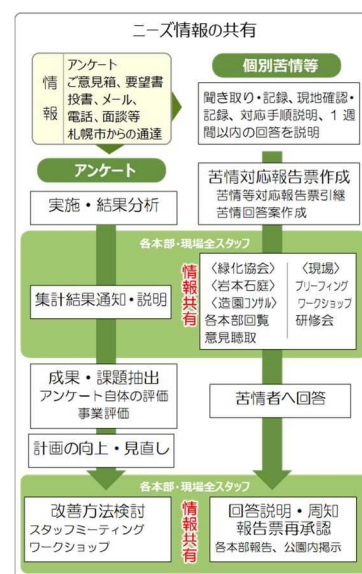 ニーズ情報の共有
情報
アンケート
ご意見箱、要望書
投書、メール、
電話、面談等
札幌市からの通達
個別苦情等
聞き取り・記録、現地確認・
記録、対応手順説明、1週
間以内の回答を説明
アンケート
実施・結果分析
苦情対応報告票作成
苦情等対応報告票引継
苦情回答案作成
各本部・現場全スタッフ
集計結果通知・説明
情報共有
〈緑化協会〉
〈岩本石庭〉
〈造園コンサル〉
各本部回覧
意見聴取
〈現場〉
ブリーフィング
ワークショップ
研修会
成果・課題抽出
アンケート自体の評価
事業評価
苦情者へ回答
計画の向上・見直し
各本部・現場全スタッフ
改善方法検討
スタッフミーティング
ワークショップ
情報共有
回答説明・周知
報告票再承認
各本部報告、公園内掲示